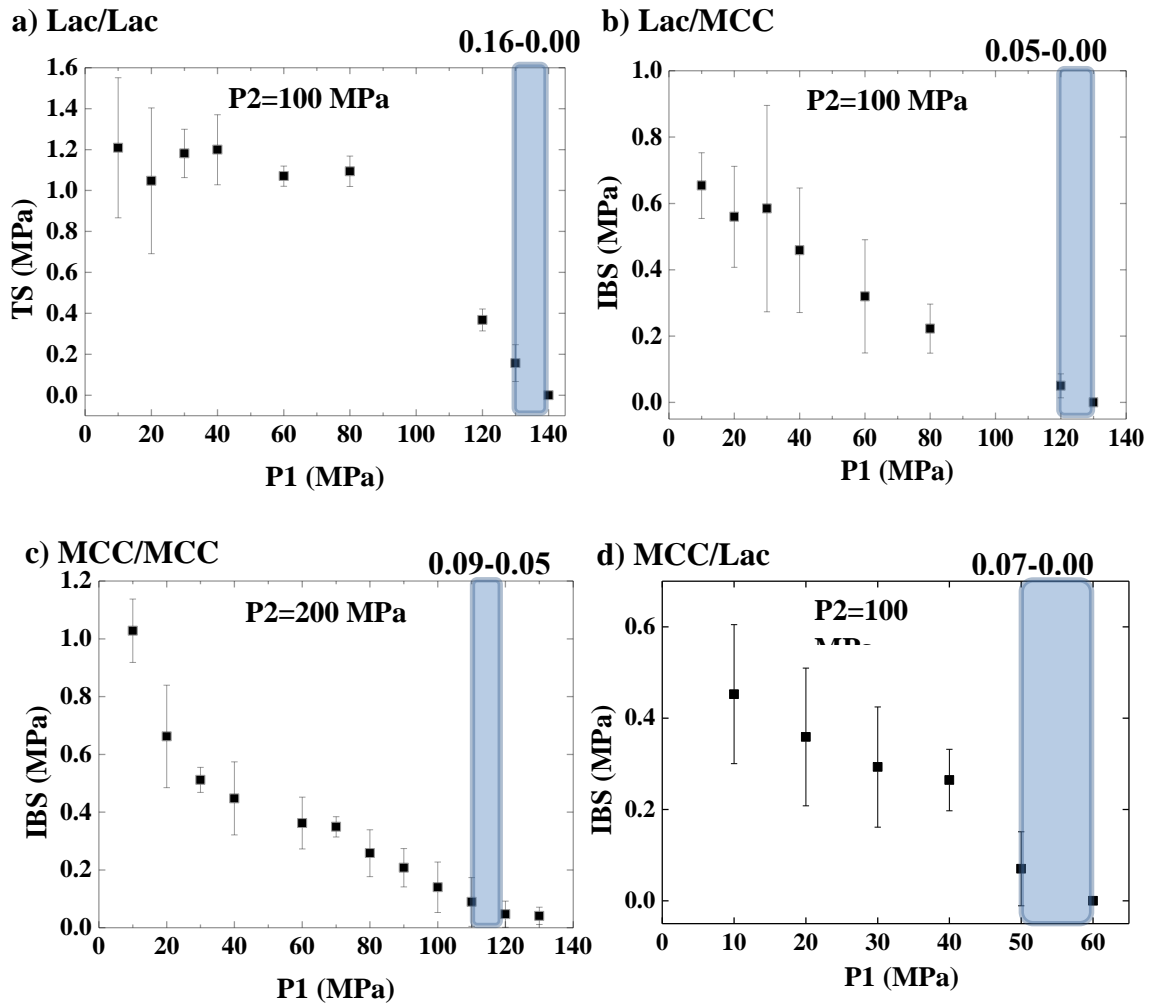 a) Lac/Lac
0.16-0.00
P2=100 MPa
1.6
1.4
1.2
1.0
0.8
0.6
0.4
0.2
0.0
TS (MPa)
0 20 40 60 80 100 120 140
P1 (MPa)
b) Lac/MCC
0.05-0.00
P2=100 MPa
1.0
0.8
0.6
0.4
0.2
0.0
IBS (MPa)
0 20 40 60 80 100 120 140
P1 (MPa)
c) MCC/MCC
0.09-0.05
P2=200 MPa
1.2
1.0
0.8
0.6
0.4
0.2
0.0
IBS (MPa)
0 20 40 60 80 100 120 140
P1 (MPa)
d) MCC/Lac
0.07-0.00
P2=100
MPa
0.6
0.4
0.2
0.0
IBS (MPa)
0 10 20 30 40 50 60
P1 (MPa)